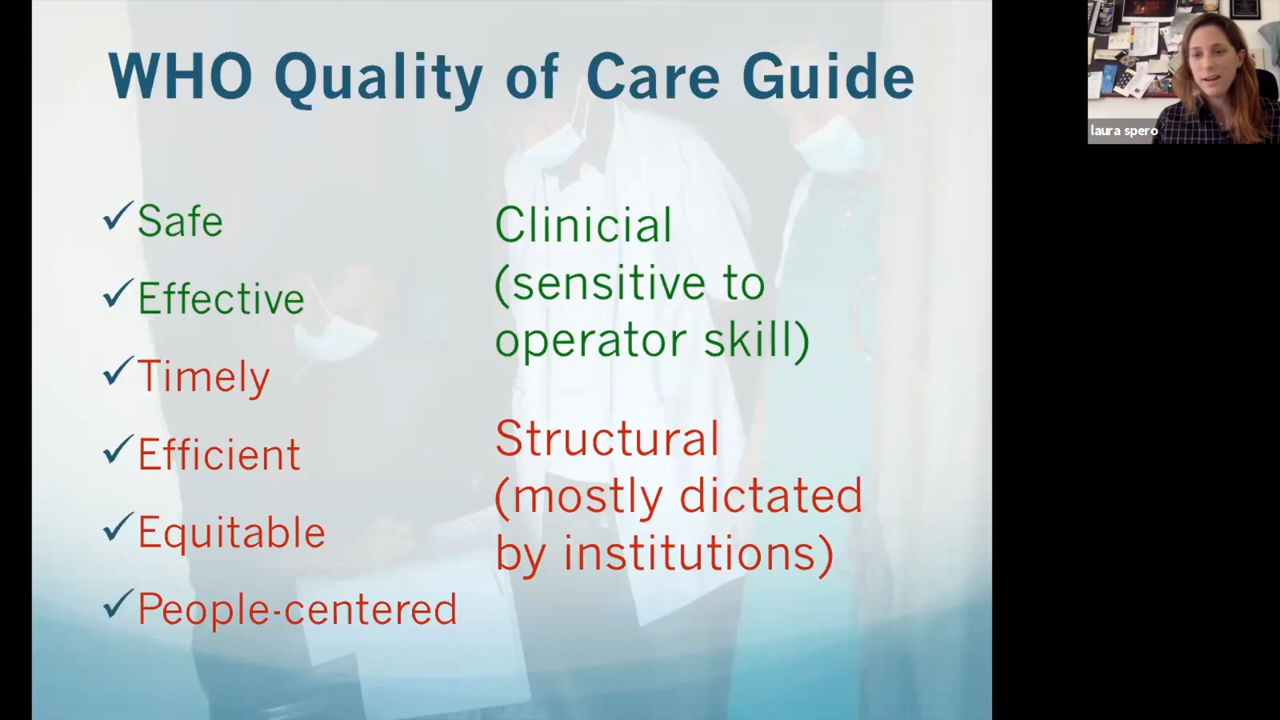 WHO Quality of Care Guide
✓Safe
✓Effective
✓Timely
✓Efficient
✓Equitable
✓People-centered
Clinicial
(sensitive to
operator skill)
Structural
(mostly dictated
by institutions)
laura spero